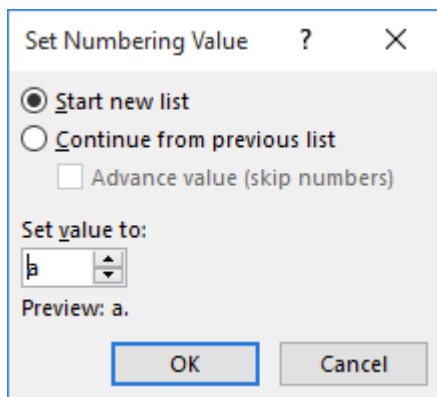 Set Numbering Value ?
Start new list
Continue from previous list
Advance value (skip numbers)
Set value to:
a
Preview: a.
OK Cancel